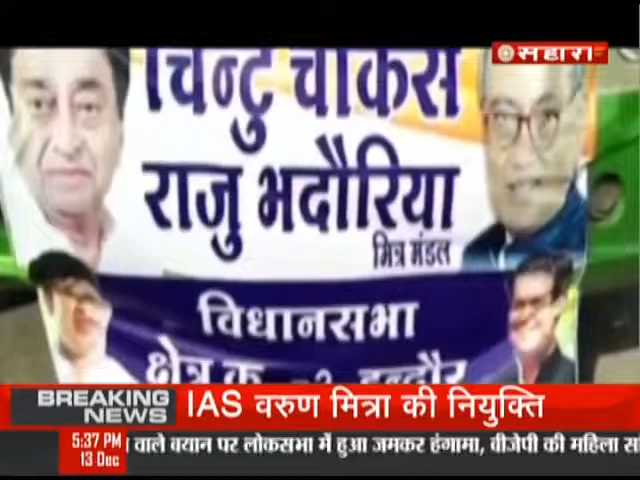 सहारा
चिन्टु चौकसे
राजु भदौरिया
मित्र मंडल
विधानसभा
क्षेत्र क्र. इन्दौर
BREAKING NEWS
IAS वरुण मित्रा की नियुक्ति
5:37 PM
13 Dec
वाले बयान पर लोकसभा में हुआ जमकर हंगामा, बीजेपी की महिला